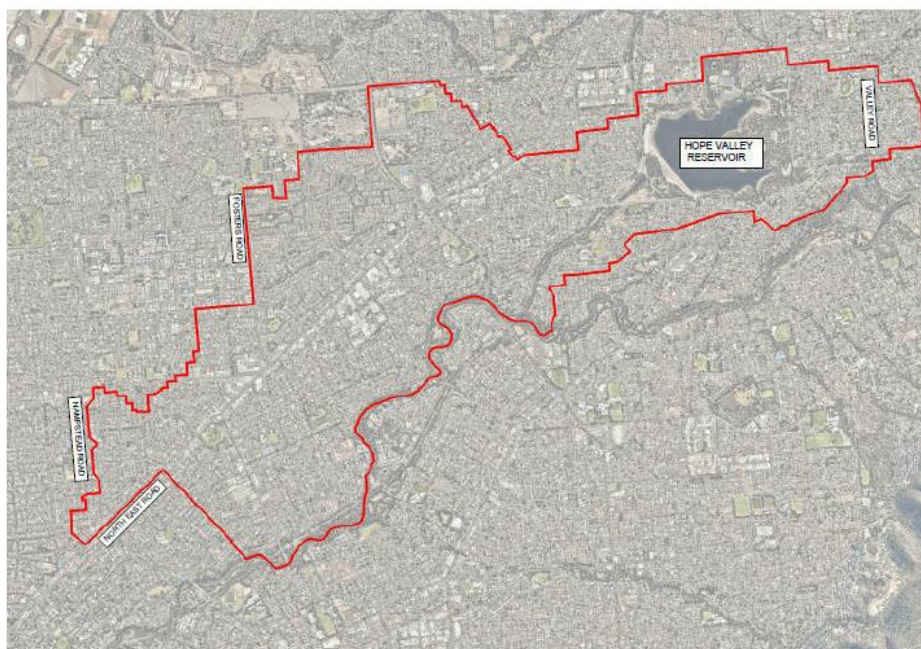 HOPE VALLEY
RESERVOIR
VALLEY ROAD
FOSTERS ROAD
HAMPSTEAD ROAD
NORTH EAST ROAD